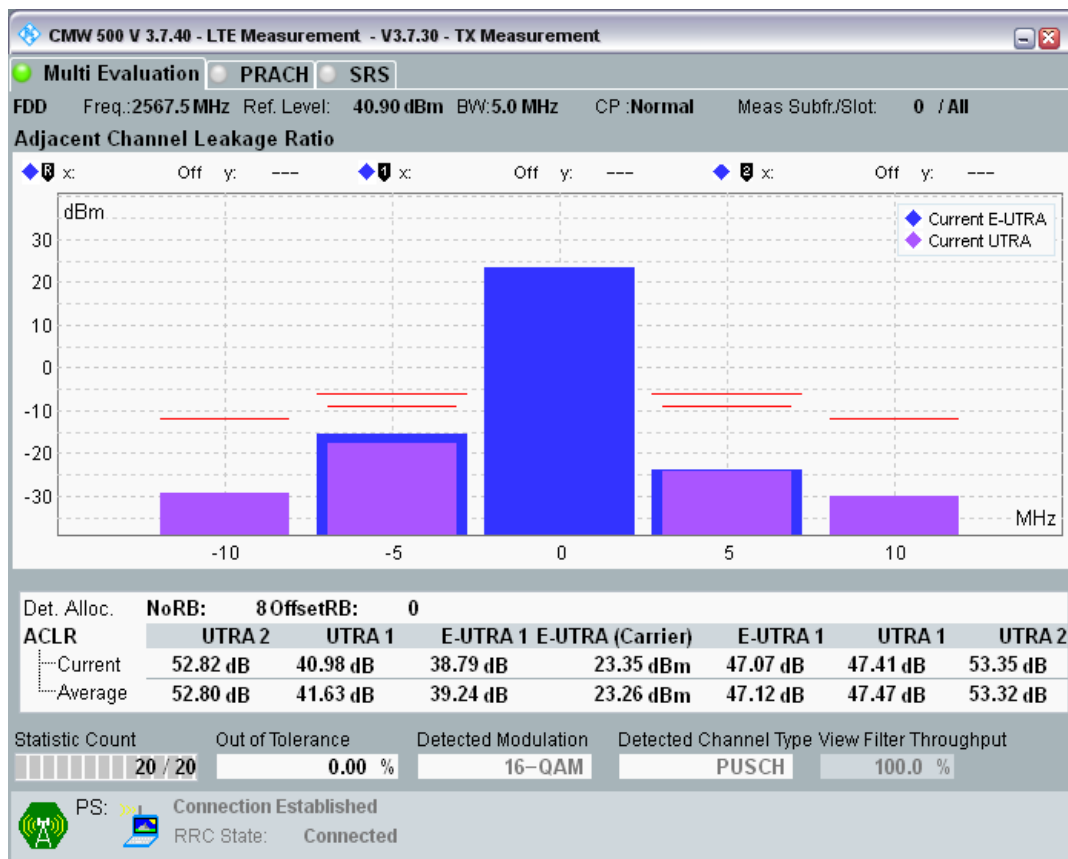 CMW 500 V 3.7.40 - LTE Measurement - V3.7.30 - TX Measurement
Multi Evaluation PRACH SRS
FDD Freq.:2567.5 MHz Ref. Level: 40.90 dBm BW:5.0 MHz CP :Normal Meas Subfr./Slot: 0 / All
Adjacent Channel Leakage Ratio
R x: Off y: --- 1 x: Off y: --- 2 x: Off y: ---
dBm
Current E-UTRA
Current UTRA
30
20
10
0
-10
-20
-30
MHz
-10 -5 0 5 10
Det. Alloc. NoRB: 8 OffsetRB: 0
ACLR UTRA 2 UTRA 1 E-UTRA 1 E-UTRA (Carrier) E-UTRA 1 UTRA 1 UTRA 2
Current 52.82 dB 40.98 dB 38.79 dB 23.35 dBm 47.07 dB 47.41 dB 53.35 dB
Average 52.80 dB 41.63 dB 39.24 dB 23.26 dBm 47.12 dB 47.47 dB 53.32 dB
Statistic Count Out of Tolerance Detected Modulation Detected Channel Type View Filter Throughput
20 / 20 0.00 % 16-QAM PUSCH 100.0 %
PS: Connection Established
RRC State: Connected